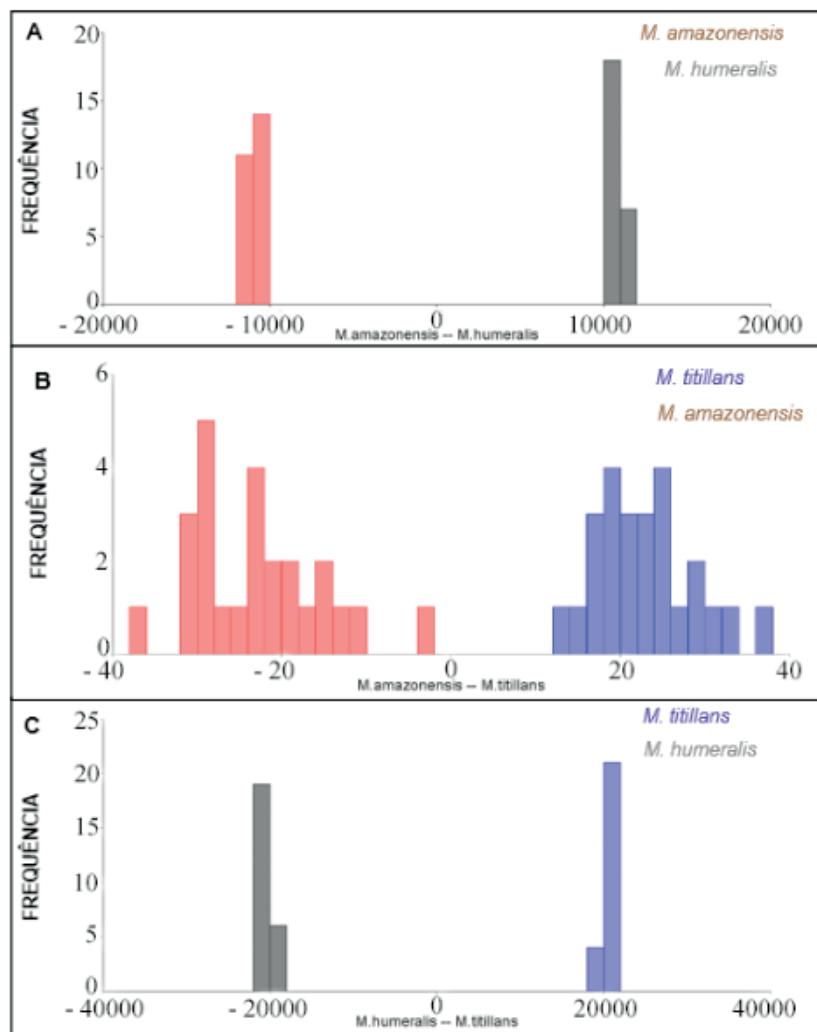 A
M. amazonensis
M. humeralis
FREQUÊNCIA
20
15
10
5
0
- 20000
- 10000
0
10000
20000
M.amazonensis -- M.humeralis
B
M. titillans
M. amazonensis
FREQUÊNCIA
6
4
2
0
- 40
- 20
0
20
40
M.amazonensis -- M.titillans
C
M. titillans
M. humeralis
FREQUÊNCIA
25
20
15
10
5
0
- 40000
- 20000
0
20000
40000
M.humeralis -- M.titillans